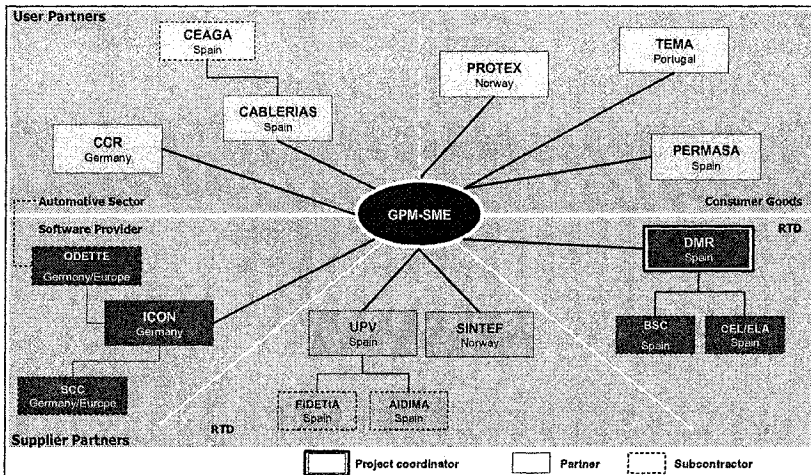 User Partners
CEAGA
Spain
TEMA
Portugal
PROTEX
Norway
CABLERIAS
Spain
CCR
Germany
PERMASA
Spain
Automotive Sector
Consumer Goods
GPM-SME
Software Provider
RTD
ODETTE
Germany/Europe
DMR
Spain
ICON
Germany
UPV
Spain
SINTEF
Norway
BSC
Spain
CEL/ELA
Spain
SCC
Germany/Europe
FIDETIA
Spain
AIDIMA
Spain
RTD
Supplier Partners
Project coordinator
Partner
Subcontractor